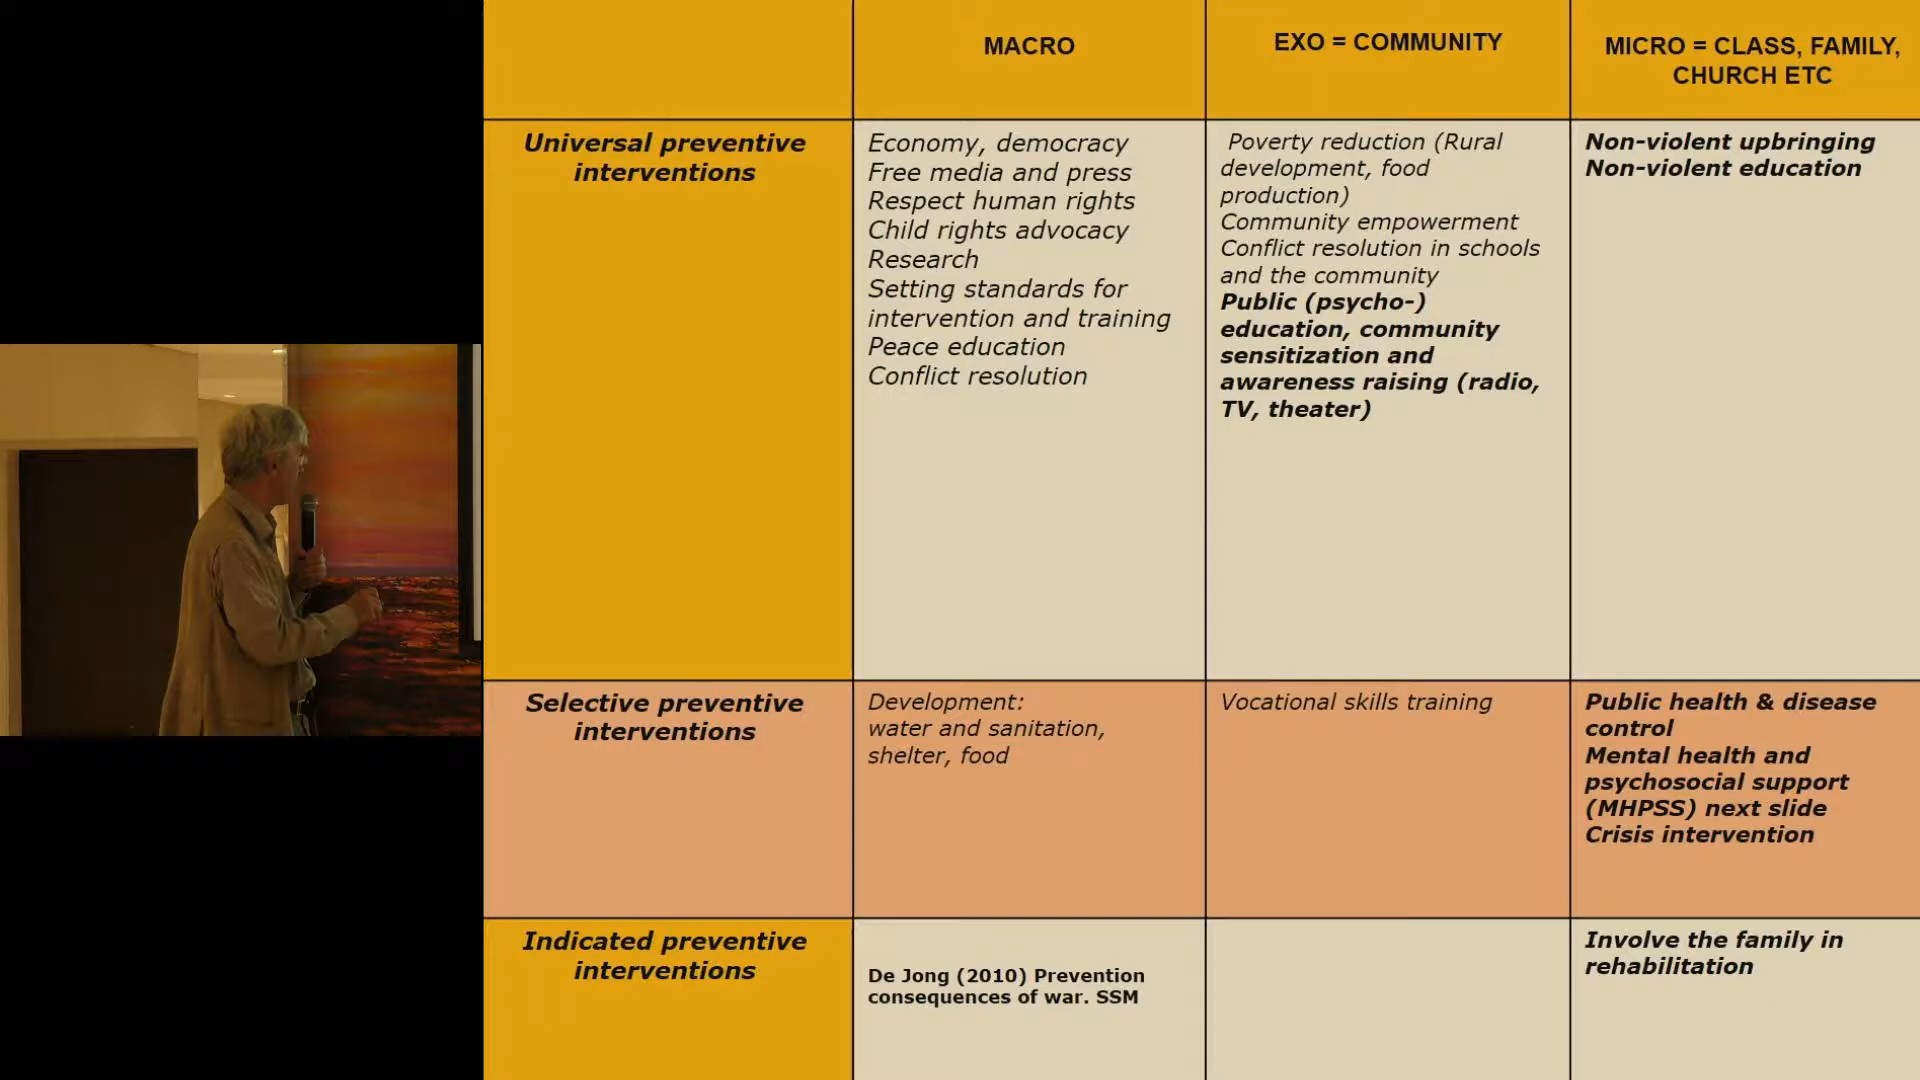 MACRO
EXO = COMMUNITY
MICRO = CLASS, FAMILY,
CHURCH ETC
Universal preventive
interventions
Economy, democracy
Free media and press
Respect human rights
Child rights advocacy
Research
Setting standards for
intervention and training
Peace education
Conflict resolution
Poverty reduction (Rural
development, food
production)
Community empowerment
Conflict resolution in schools
and the community
Public (psycho-)
education, community
sensitization and
awareness raising (radio,
TV, theater)
Non-violent upbringing
Non-violent education
Selective preventive
interventions
Development:
water and sanitation,
shelter, food
Vocational skills training
Public health & disease
control
Mental health and
psychosocial support
(MHPSS) next slide
Crisis intervention
Indicated preventive
interventions
De Jong (2010) Prevention
consequences of war. SSM
Involve the family in
rehabilitation